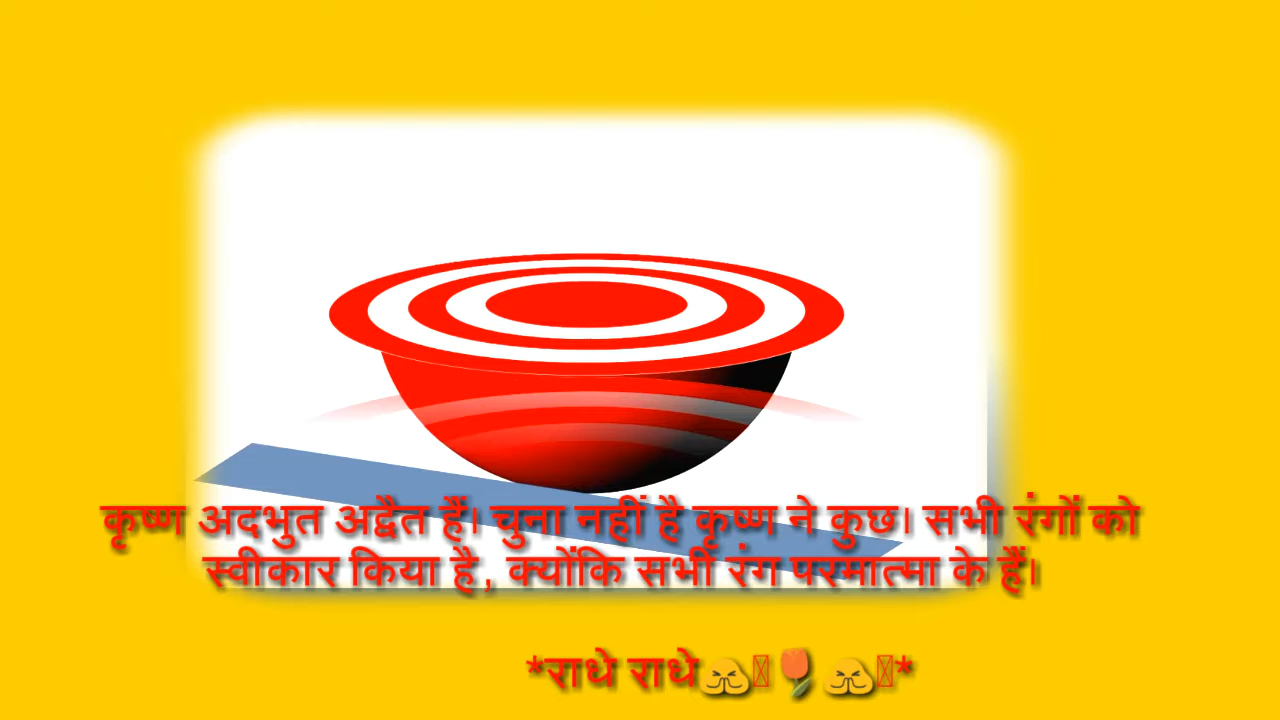 कृष्ण अदभुत अद्वैत हैं। चुना नहीं है कृष्ण ने कुछ। सभी रंगों को
स्वीकार किया है, क्योंकि सभी रंग परमात्मा के हैं।
*राधे राधे🙏🌷🙏*